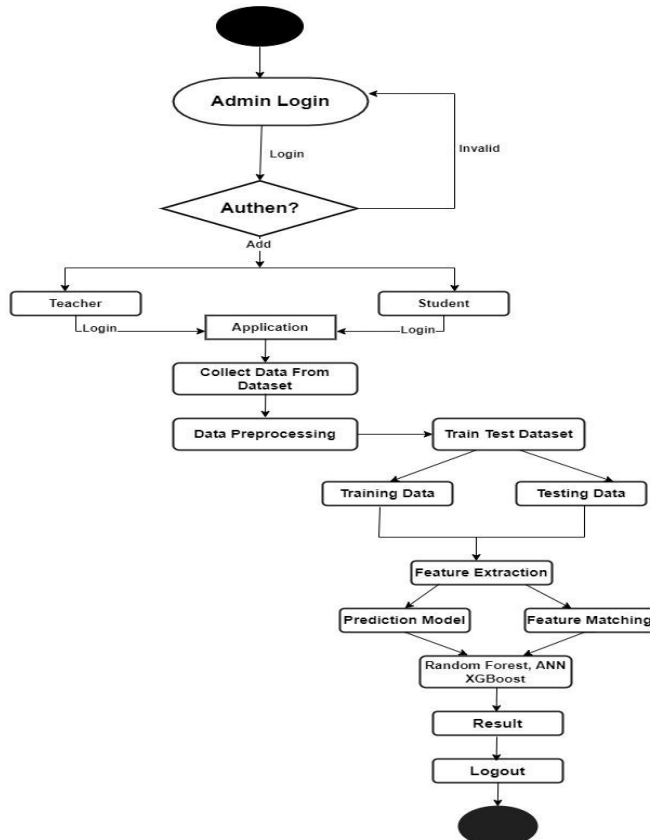 Admin Login
Invalid
Login
Authen?
Add
Teacher
Student
Login
Application
Login
Collect Data From
Dataset
Data Preprocessing
Train Test Dataset
Training Data
Testing Data
Feature Extraction
Prediction Model
Feature Matching
Random Forest, ANN
XGBoost
Result
Logout